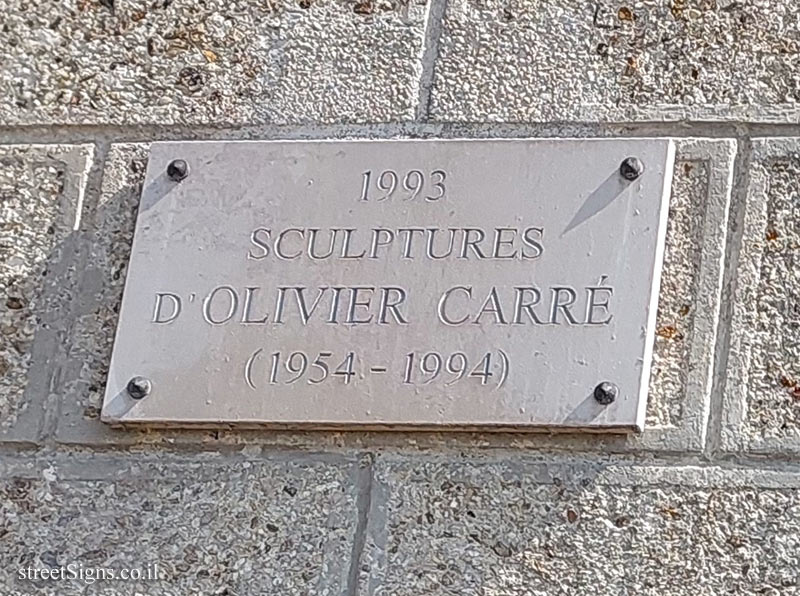 1993
SCULPTURES
D'OLIVIER CARRÉ
(1954 - 1994)
streetSigns.co.il